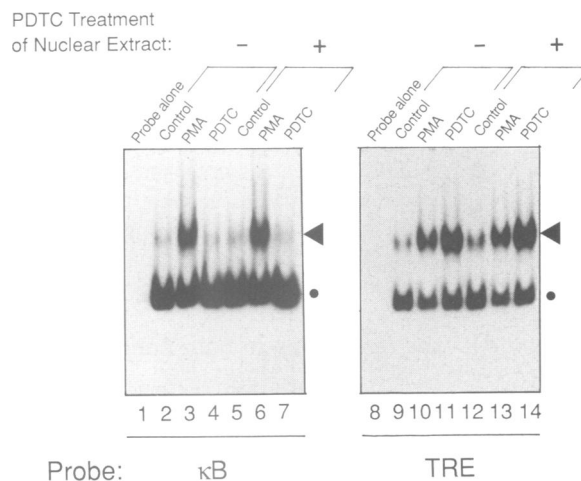 PDTC Treatment
of Nuclear Extract: − + − +
Probe alone Control PMA PDTC Control PMA PDTC Probe alone Control PMA PDTC Control PMA PDTC
1 2 3 4 5 6 7 8 9 10 11 12 13 14
Probe: κB TRE